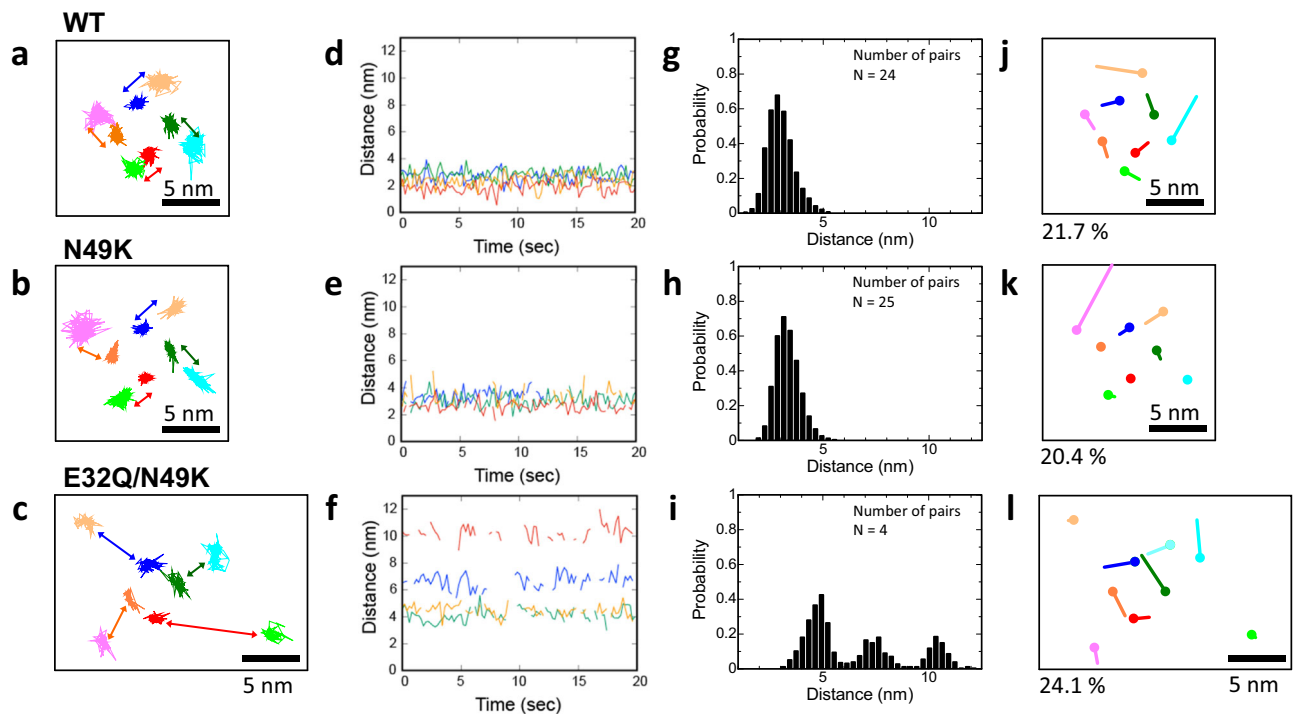 WT
a
5 nm
d
Distance (nm)
12
10
8
6
4
2
0
0 5 10 15 20
Time (sec)
g
Number of pairs
N = 24
Probability
1
0.8
0.6
0.4
0.2
0
5 10
Distance (nm)
j
5 nm
21.7 %
N49K
b
5 nm
e
Distance (nm)
12
10
8
6
4
2
0
0 5 10 15 20
Time (sec)
h
Number of pairs
N = 25
Probability
1
0.8
0.6
0.4
0.2
0
5 10
Distance (nm)
k
5 nm
20.4 %
E32Q/N49K
c
5 nm
f
Distance (nm)
12
10
8
6
4
2
0
0 5 10 15 20
Time (sec)
i
Number of pairs
N = 4
Probability
1
0.8
0.6
0.4
0.2
0
5 10
Distance (nm)
l
24.1 %
5 nm